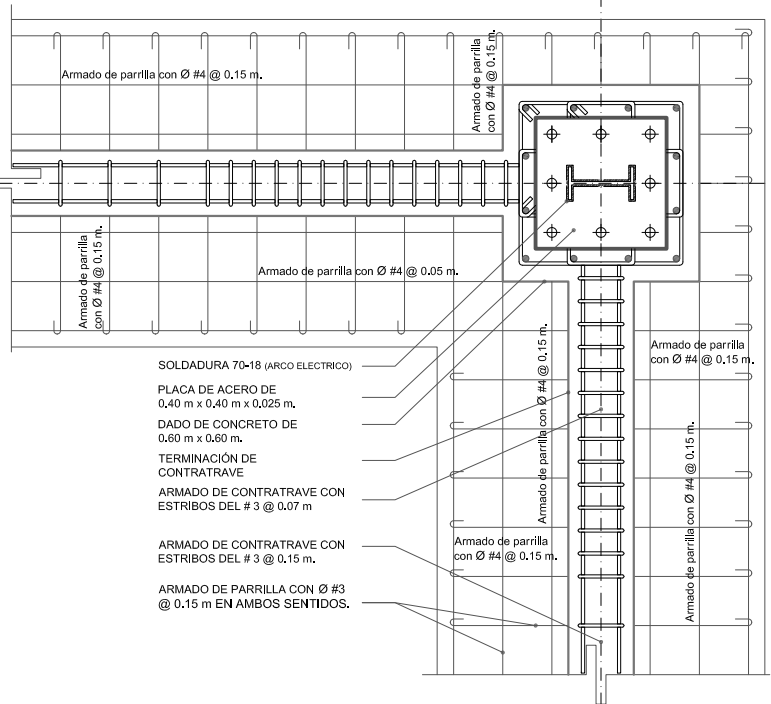 Armado de parrilla con Ø #4 @ 0.15 m.
Armado de parrilla
con Ø #4 @ 0.15 m.
Armado de parrilla
con Ø #4 @ 0.15 m.
Armado de parrilla con Ø #4 @ 0.05 m.
SOLDADURA 70-18 (ARCO ELECTRICO)
PLACA DE ACERO DE
0.40 m x 0.40 m x 0.025 m.
DADO DE CONCRETO DE
0.60 m x 0.60 m.
TERMINACIÓN DE
CONTRATRAVE
ARMADO DE CONTRATRAVE CON
ESTRIBOS DEL # 3 @ 0.07 m
ARMADO DE CONTRATRAVE CON
ESTRIBOS DEL # 3 @ 0.15 m.
ARMADO DE PARRILLA CON Ø #3
@ 0.15 m EN AMBOS SENTIDOS.
Armado de parrilla con Ø #4 @ 0.15 m.
Armado de parrilla
con Ø #4 @ 0.15 m.
Armado de parrilla
con Ø #4 @ 0.15 m.
Armado de parrilla con Ø #4 @ 0.15 m.